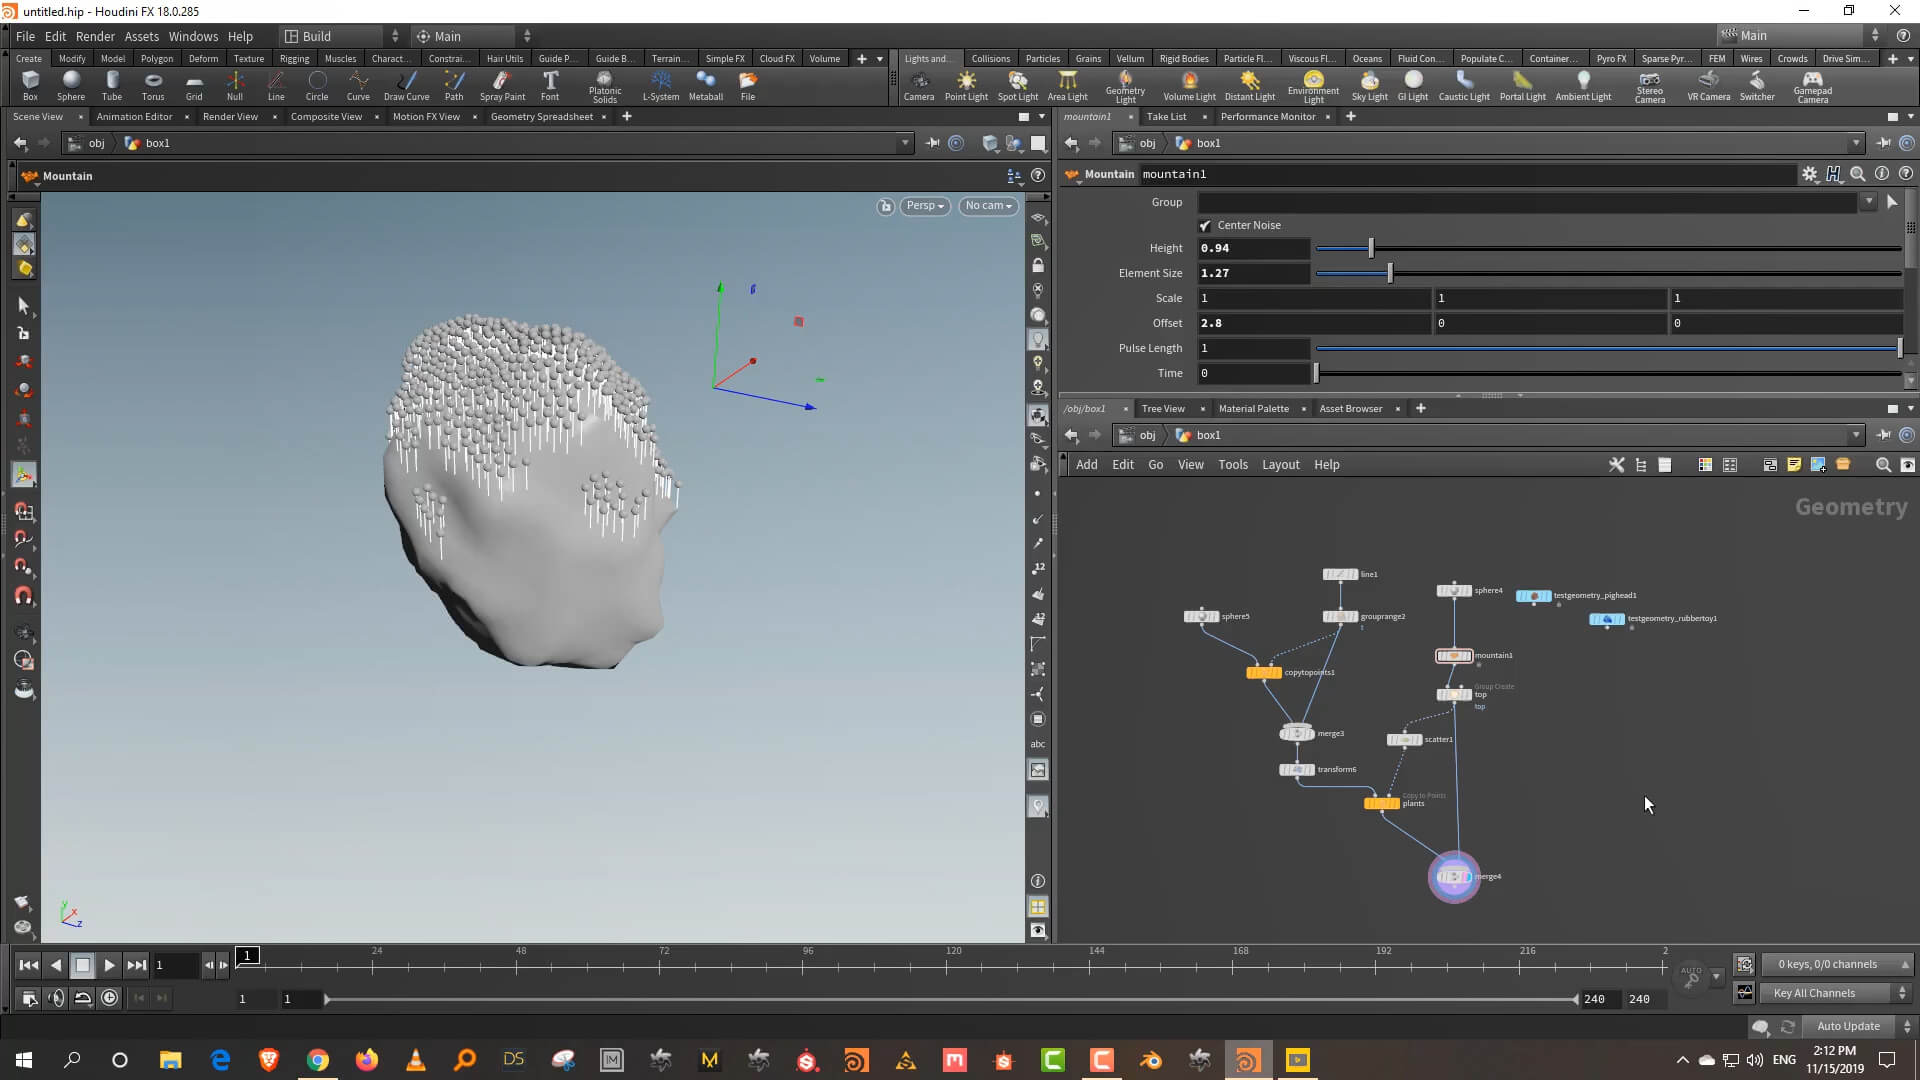 untitled.hip - Houdini FX 18.0.285
File Edit Render Assets Windows Help Build Main Main
Create Modify Model Polygon Deform Texture Rigging Muscles Charact... Constrai... Hair Utils Guide P... Guide B... Terrain... Simple FX Cloud FX Volume
Lights and... Collisions Particles Grains Vellum Rigid Bodies Particle Fl... Viscous Fl... Oceans Fluid Con... Populate C... Container... Pyro FX Sparse Pyr... FEM Wires Crowds Drive Sim...
Box Sphere Tube Torus Grid Null Line Circle Curve Draw Curve Path Spray Paint Font Platonic Solids L-System Metaball File
Camera Point Light Spot Light Area Light Geometry Light Volume Light Distant Light Environment Light Sky Light GI Light Caustic Light Portal Light Ambient Light Stereo Camera VR Camera Switcher Gamepad Camera
Scene View Animation Editor Render View Composite View Motion FX View Geometry Spreadsheet
mountain1 Take List Performance Monitor
obj box1
obj box1
Mountain
Mountain mountain1
Persp No cam
Group
Center Noise
Height 0.94
Element Size 1.27
Scale 1 1 1
Offset 2.8 0 0
Pulse Length 1
Time 0
/obj/box1 Tree View Material Palette Asset Browser
obj box1
Add Edit Go View Tools Layout Help
Geometry
line1
sphere4
testgeometry_pighead1
sphere5
grouprange2
testgeometry_rubbertoy1
mountain1
copytopoints1
Group Create
top
top
merge3
scatter1
transform6
Copy to Points
plants
merge4
12
abc
y
x
z
1 1 24 48 72 96 120 144 168 192 216 2
AUTO
0 keys, 0/0 channels
1 1 240 240
Key All Channels
Auto Update
DS
ENG
2:12 PM
11/15/2019